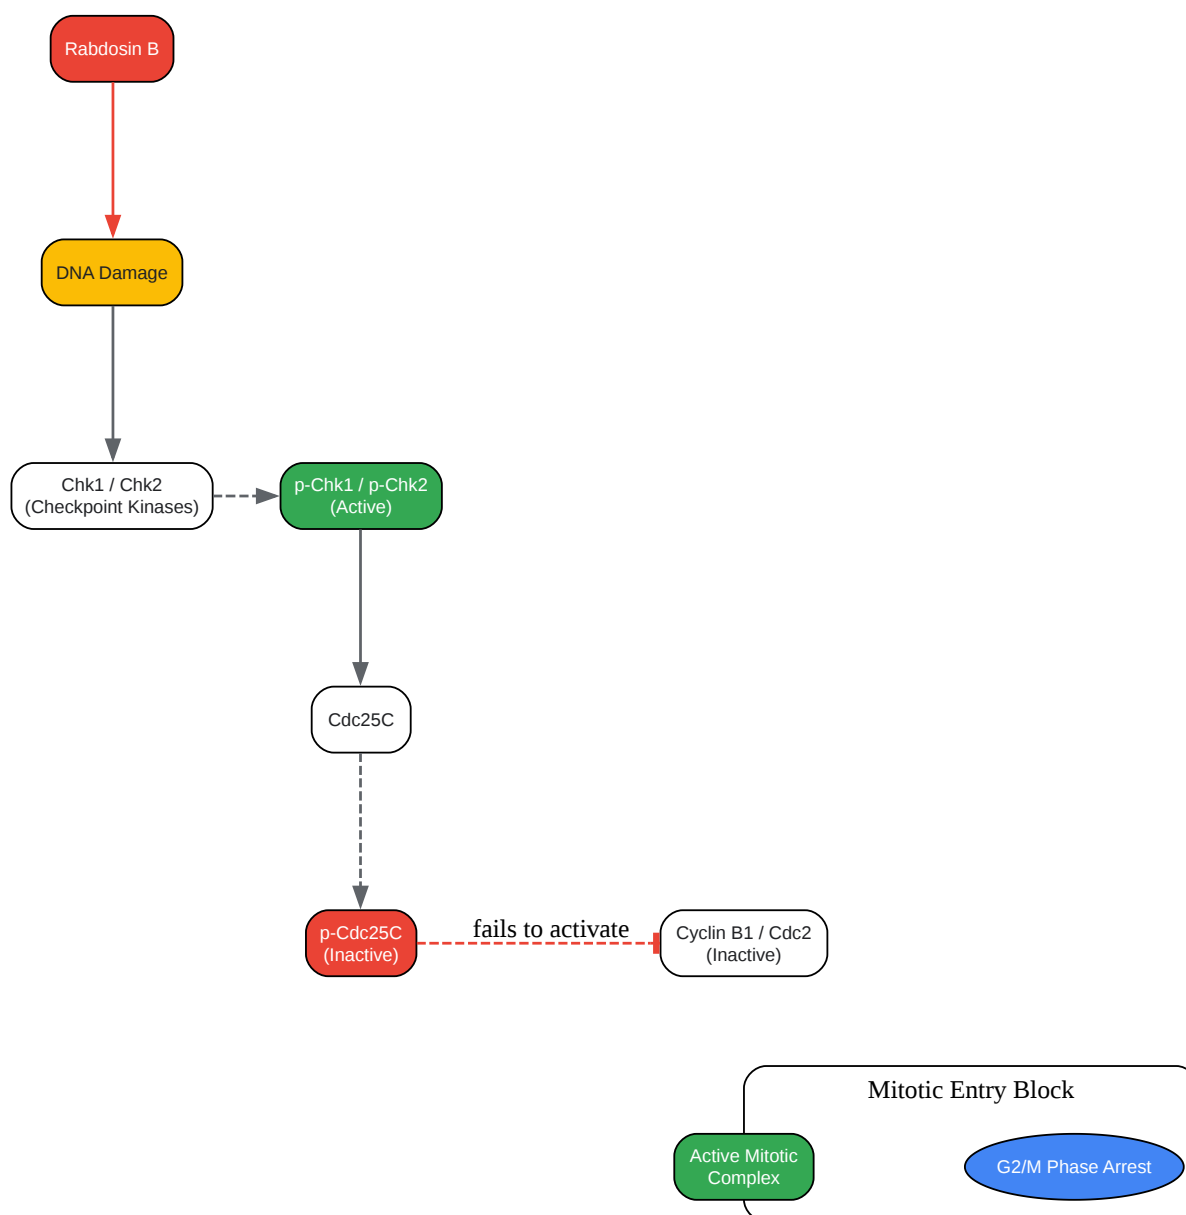 Rabdosin B
DNA Damage
Chk1 / Chk2
(Checkpoint Kinases)
p-Chk1 / p-Chk2
(Active)
Cdc25C
p-Cdc25C
(Inactive)
fails to activate
Cyclin B1 / Cdc2
(Inactive)
Mitotic Entry Block
Active Mitotic
Complex
G2/M Phase Arrest